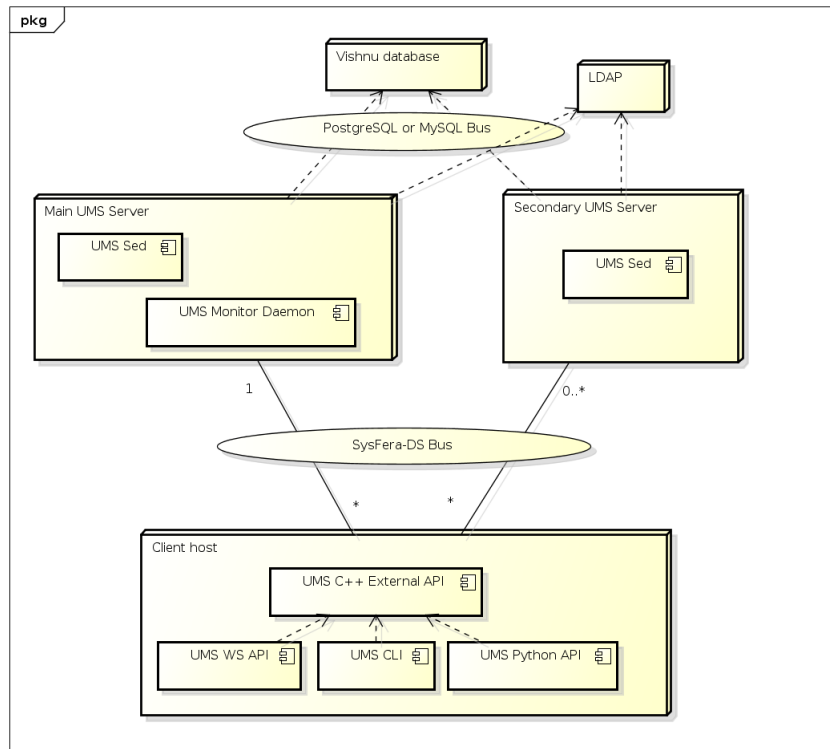 pkg
Vishnu database
LDAP
PostgreSQL or MySQL Bus
Main UMS Server
Secondary UMS Server
UMS Sed
UMS Sed
UMS Monitor Daemon
1
0..*
SysFera-DS Bus
*
*
Client host
UMS C++ External API
UMS WS API
UMS CLI
UMS Python API